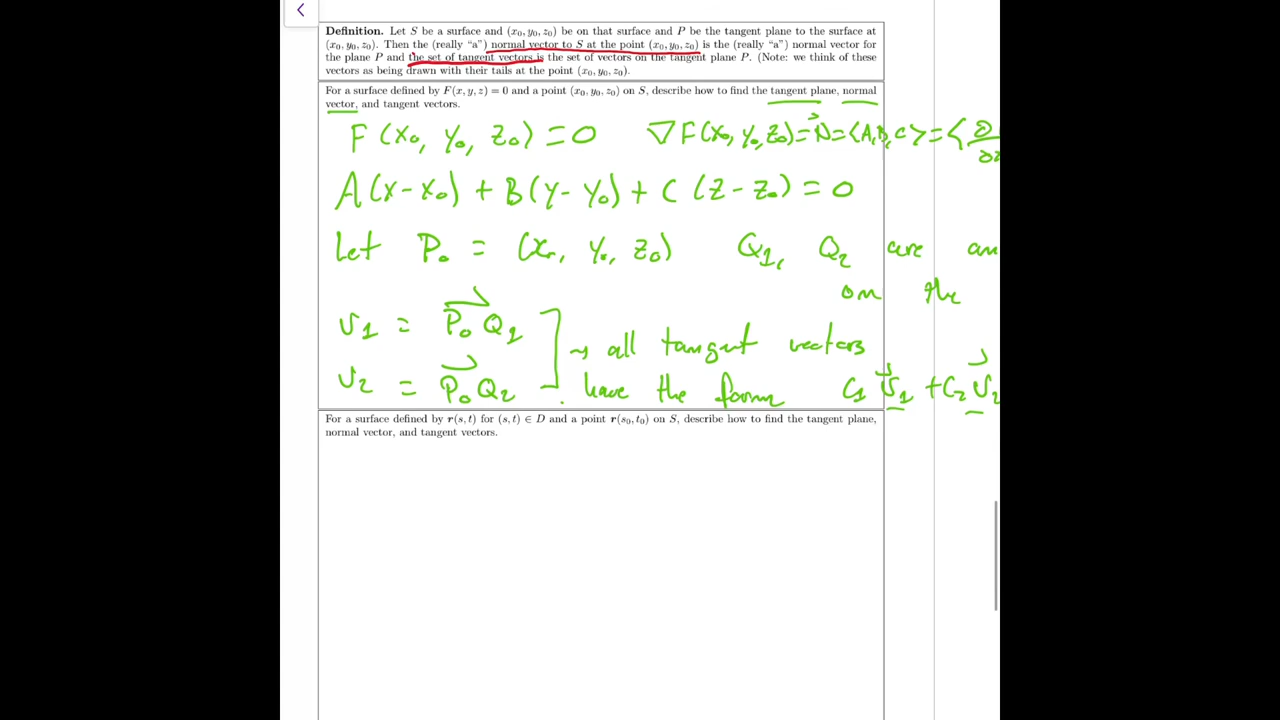 Definition. Let S be a surface and (x₀, y₀, z₀) be on that surface and P be the tangent plane to the surface at
(x₀, y₀, z₀). Then the (really “a”) normal vector to S at the point (x₀, y₀, z₀) is the (really “a”) normal vector for
the plane P and the set of tangent vectors is the set of vectors on the tangent plane P. (Note: we think of these
vectors as being drawn with their tails at the point (x₀, y₀, z₀).
For a surface defined by F(x, y, z) = 0 and a point (x₀, y₀, z₀) on S, describe how to find the tangent plane, normal
vector, and tangent vectors.
F (x₀, y₀, z₀) = 0 ∇F(x₀, y₀, z₀) = N⃗ = ⟨A, B, C⟩ = ⟨∂
A(x - x₀) + B(y - y₀) + C (z - z₀) = 0
Let P₀ = (x₀, y₀, z₀) Q₁, Q₂ are
on the
v₁ = P₀Q₁
~ all tangent vectors
v₂ = P₀Q₂ have the form c₁ v⃗₁ + c₂ v⃗₂
For a surface defined by r(s, t) for (s, t) ∈ D and a point r(s₀, t₀) on S, describe how to find the tangent plane,
normal vector, and tangent vectors.